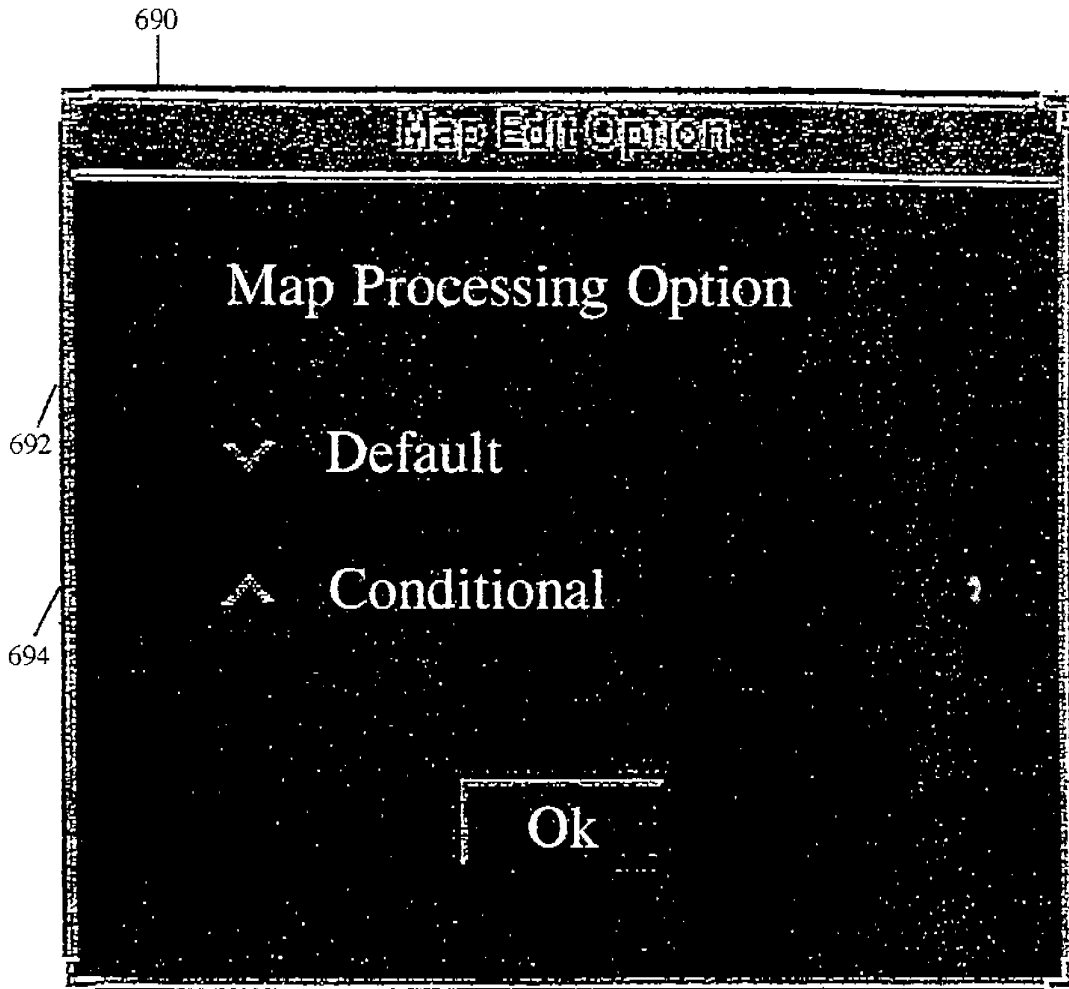 690
Map Edit Option
Map Processing Option
692
Default
Conditional
694
Ok